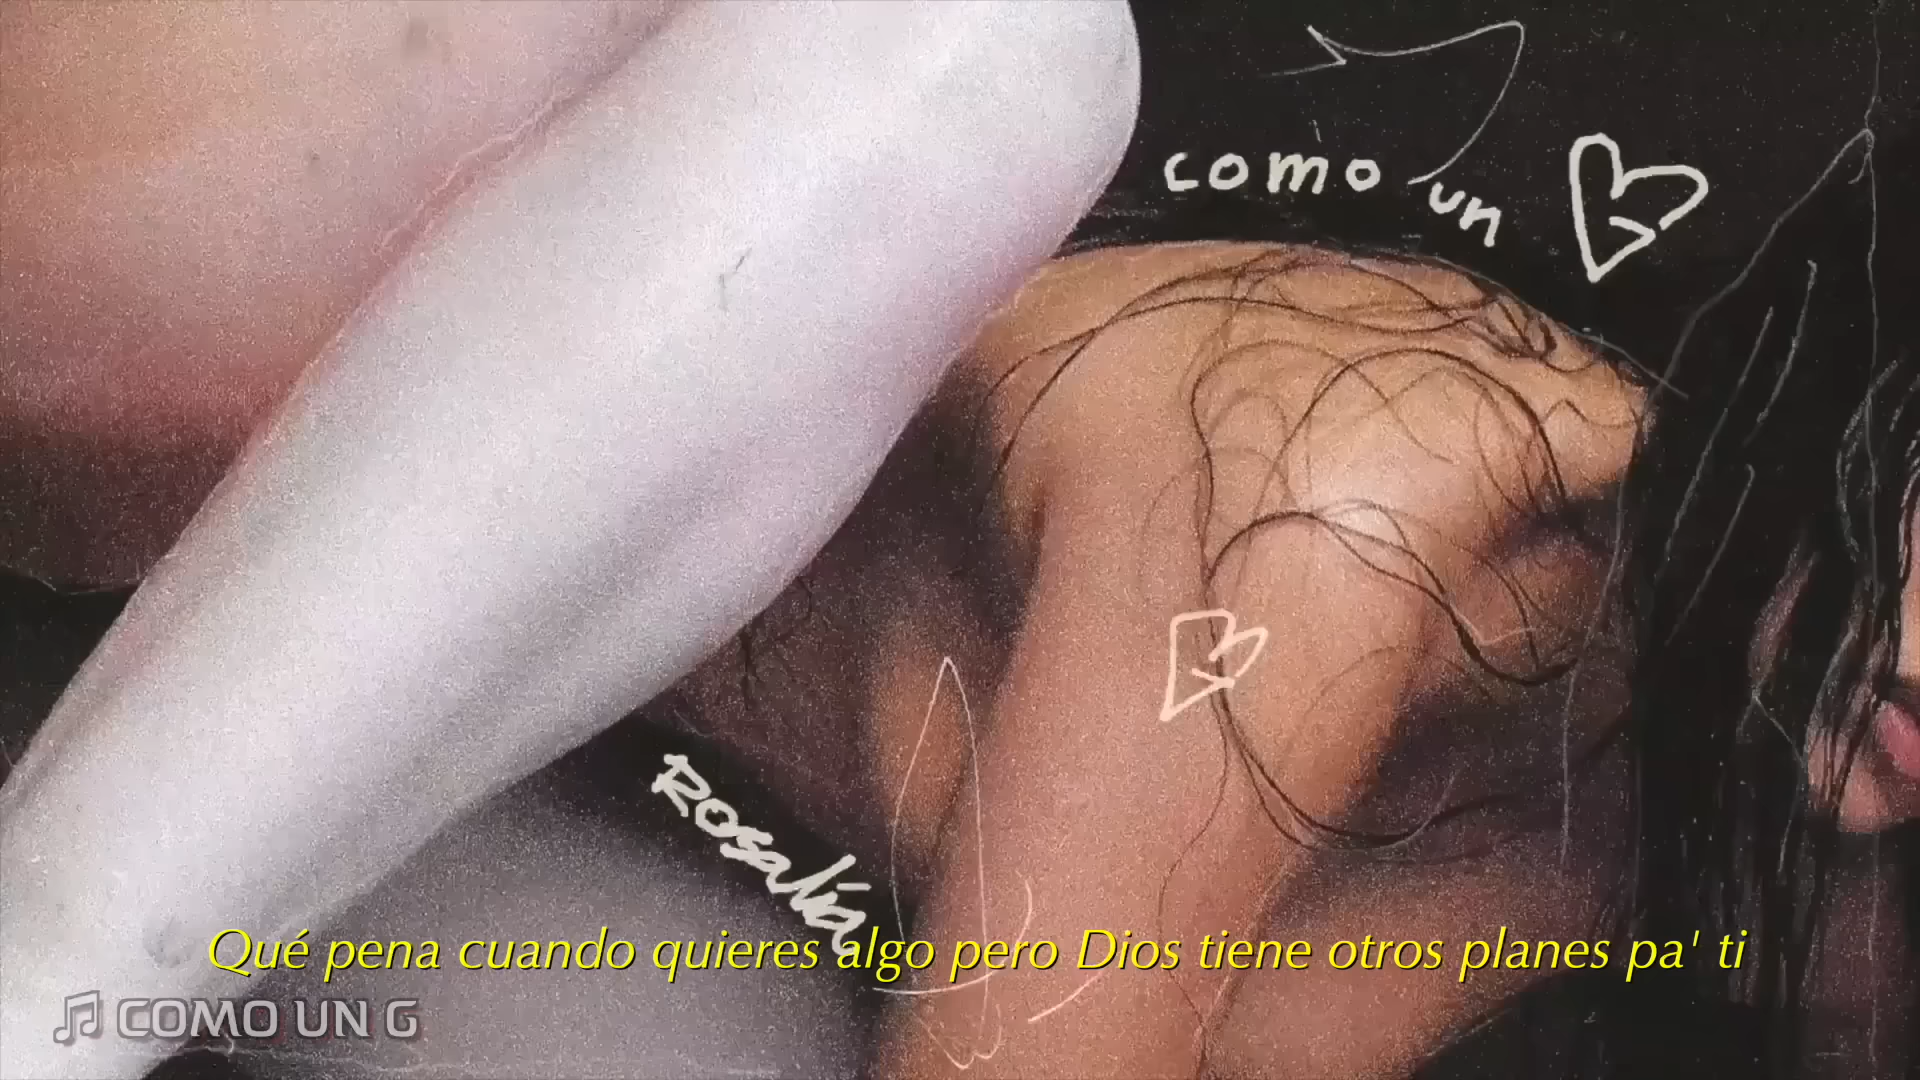 como un G
G
Rosalía
Qué pena cuando quieres algo pero Dios tiene otros planes pa' ti
COMO UN G